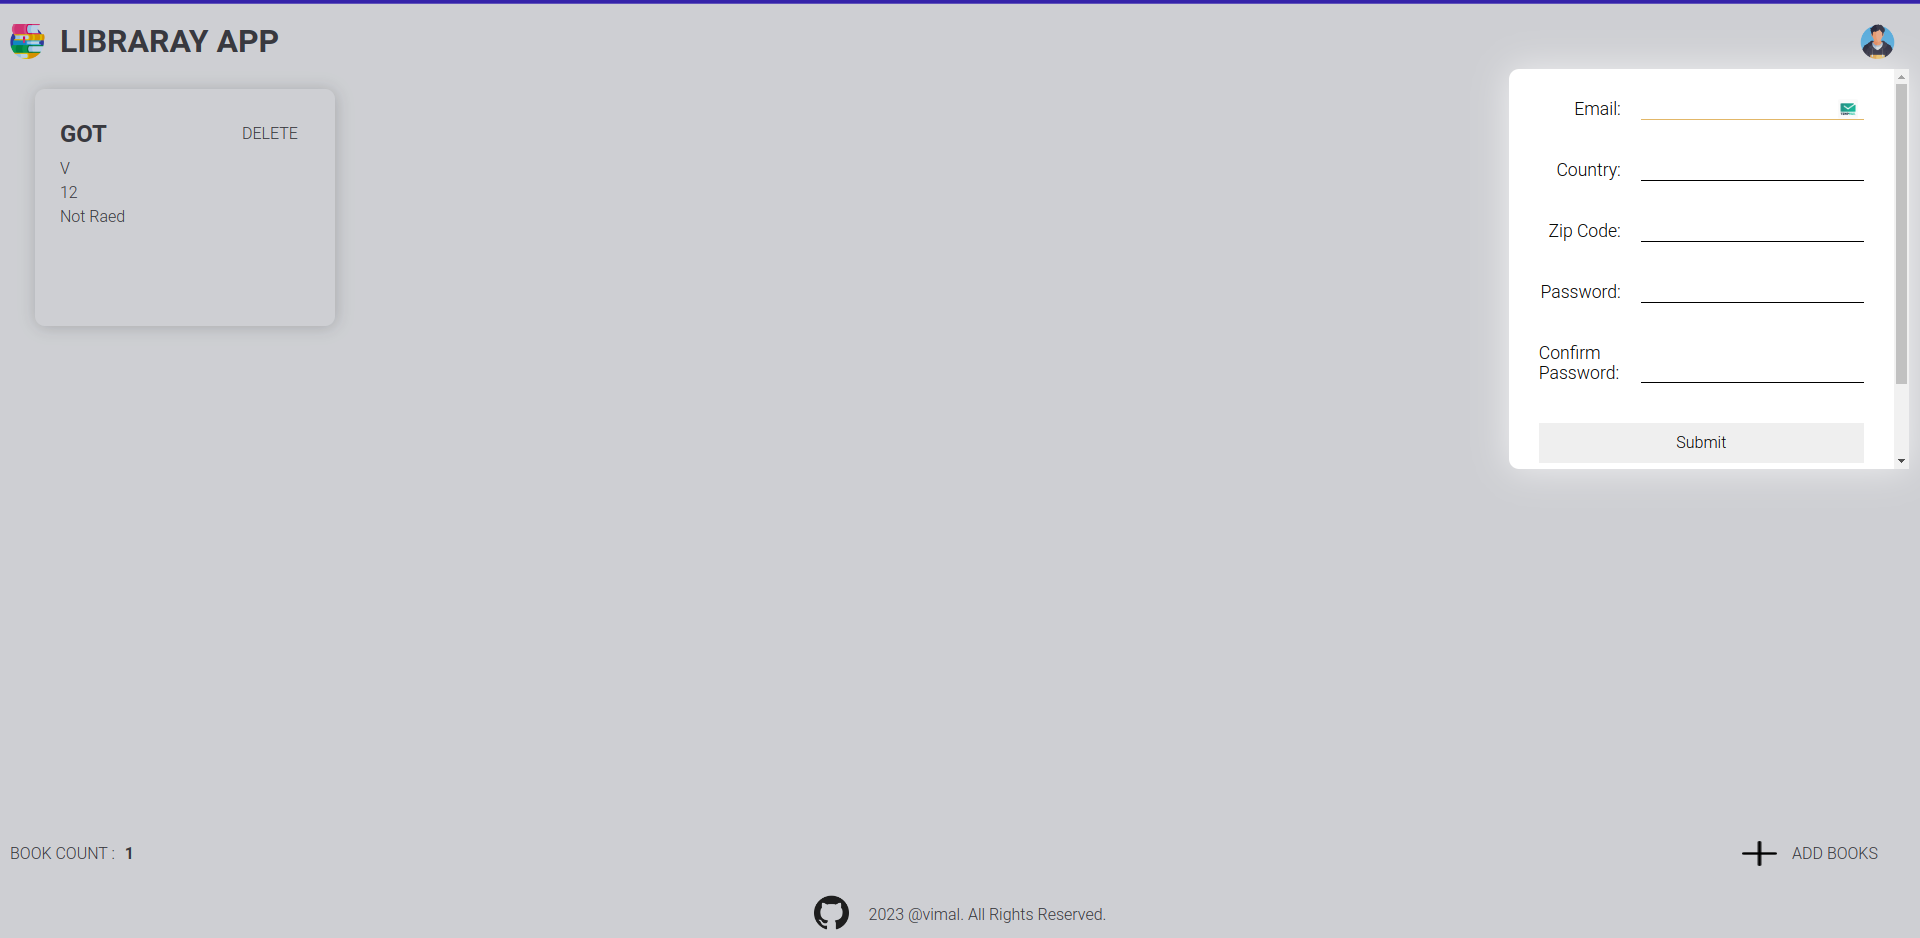 LIBRARAY APP
GOT
DELETE
V
12
Not Raed
Email:
Country:
Zip Code:
Password:
Confirm
Password:
Submit
BOOK COUNT : 1
ADD BOOKS
2023 @vimal. All Rights Reserved.